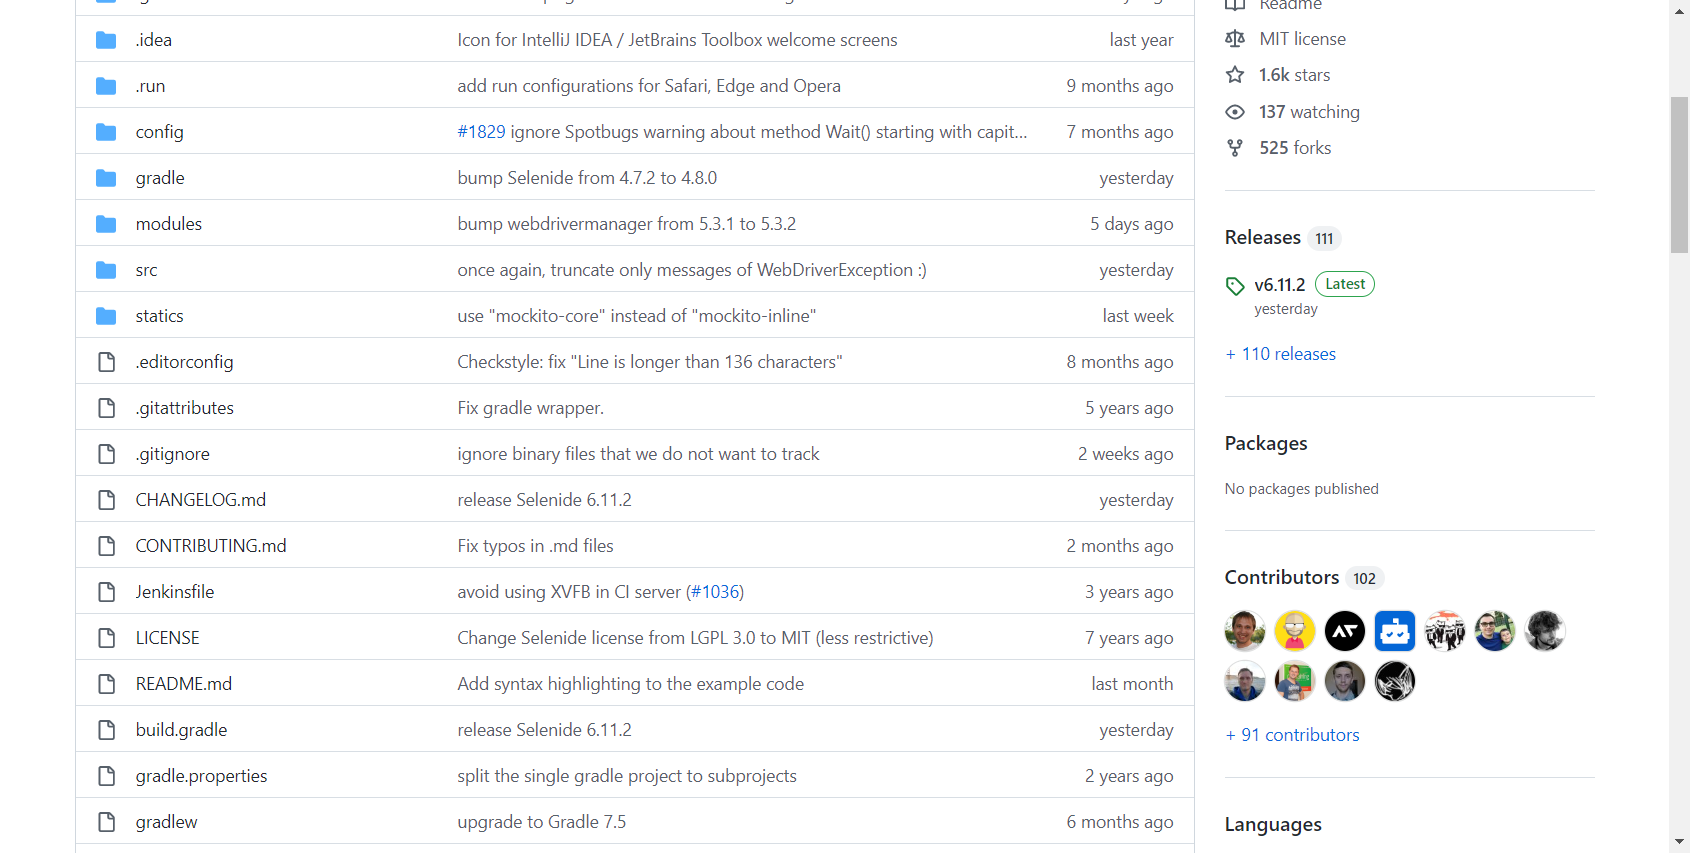 .idea Icon for IntelliJ IDEA / JetBrains Toolbox welcome screens last year
.run add run configurations for Safari, Edge and Opera 9 months ago
config #1829 ignore Spotbugs warning about method Wait() starting with capit... 7 months ago
gradle bump Selenide from 4.7.2 to 4.8.0 yesterday
modules bump webdrivermanager from 5.3.1 to 5.3.2 5 days ago
src once again, truncate only messages of WebDriverException :) yesterday
statics use "mockito-core" instead of "mockito-inline" last week
.editorconfig Checkstyle: fix "Line is longer than 136 characters" 8 months ago
.gitattributes Fix gradle wrapper. 5 years ago
.gitignore ignore binary files that we do not want to track 2 weeks ago
CHANGELOG.md release Selenide 6.11.2 yesterday
CONTRIBUTING.md Fix typos in .md files 2 months ago
Jenkinsfile avoid using XVFB in CI server (#1036) 3 years ago
LICENSE Change Selenide license from LGPL 3.0 to MIT (less restrictive) 7 years ago
README.md Add syntax highlighting to the example code last month
build.gradle release Selenide 6.11.2 yesterday
gradle.properties split the single gradle project to subprojects 2 years ago
gradlew upgrade to Gradle 7.5 6 months ago
Readme
MIT license
1.6k stars
137 watching
525 forks
Releases 111
v6.11.2 Latest
yesterday
+ 110 releases
Packages
No packages published
Contributors 102
+ 91 contributors
Languages